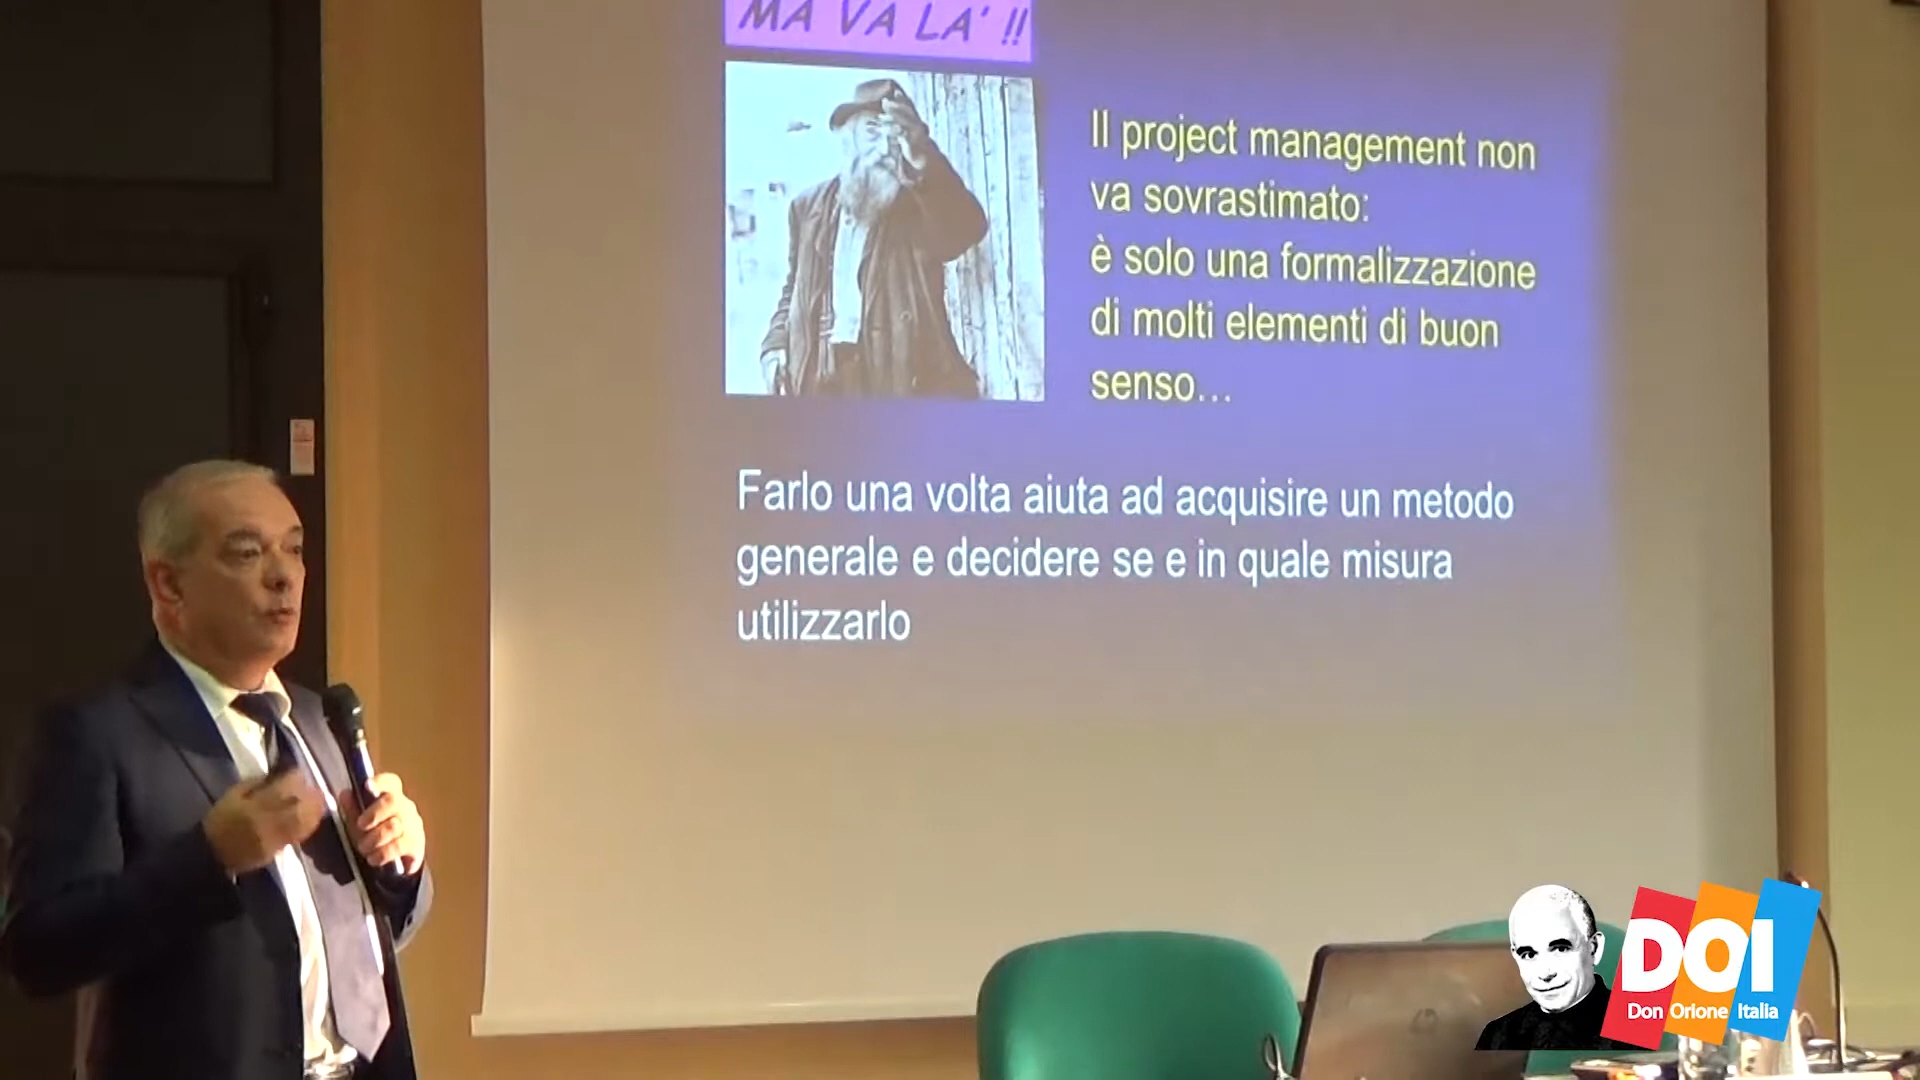 MA VA LA' !!
Il project management non
va sovrastimato:
è solo una formalizzazione
di molti elementi di buon
senso...
Farlo una volta aiuta ad acquisire un metodo
generale e decidere se e in quale misura
utilizzarlo
DOI
Don Orione Italia